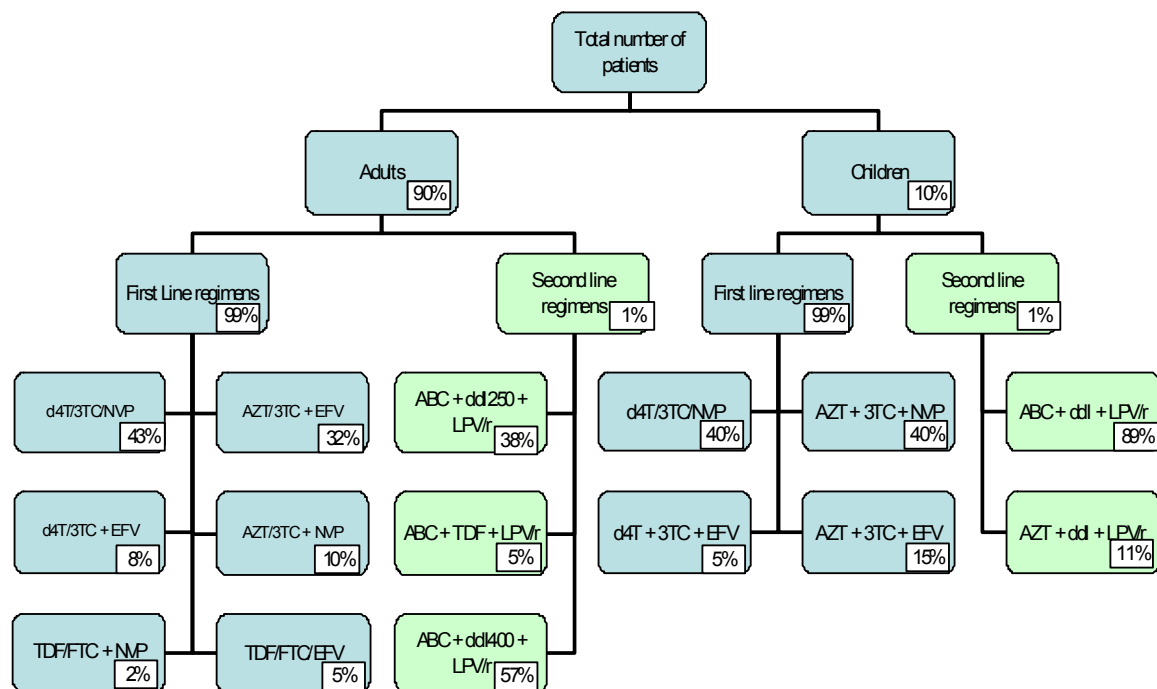 Total number of
patients
Adults
90%
Children
10%
First Line regimens
99%
Second line
regimens
1%
First line regimens
99%
Second line
regimens
1%
d4T/3TC/NVP
43%
AZT/3TC + EFV
32%
ABC + ddI250 +
LPV/r
38%
d4T/3TC/NVP
40%
AZT + 3TC + NVP
40%
ABC + ddI + LPV/r
89%
d4T/3TC + EFV
8%
AZT/3TC + NVP
10%
ABC + TDF + LPV/r
5%
d4T + 3TC + EFV
5%
AZT + 3TC + EFV
15%
AZT + ddI + LPV/r
11%
TDF/FTC + NVP
2%
TDF/FTC/EFV
5%
ABC + ddI400 +
LPV/r
57%